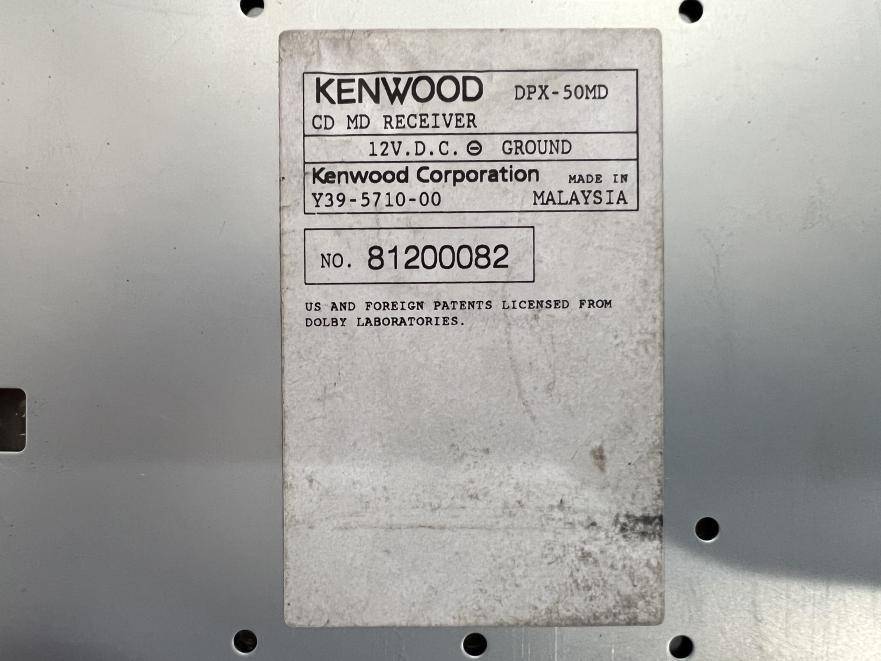 KENWOOD DPX-50MD
CD MD RECEIVER
12V.D.C. ⊖ GROUND
Kenwood Corporation MADE IN
Y39-5710-00 MALAYSIA
NO. 81200082
US AND FOREIGN PATENTS LICENSED FROM
DOLBY LABORATORIES.